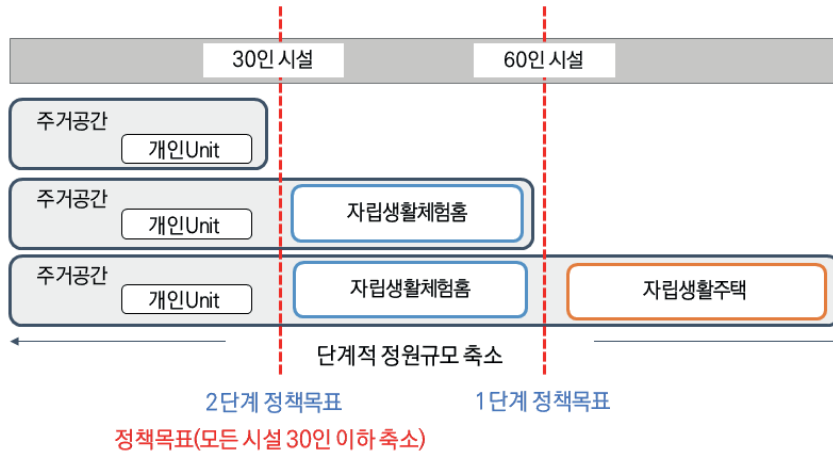 30인 시설
60인 시설
주거공간
개인Unit
주거공간
개인Unit
자립생활체험홈
주거공간
개인Unit
자립생활체험홈
자립생활주택
단계적 정원규모 축소
2단계 정책목표
1단계 정책목표
정책목표(모든 시설 30인 이하 축소)